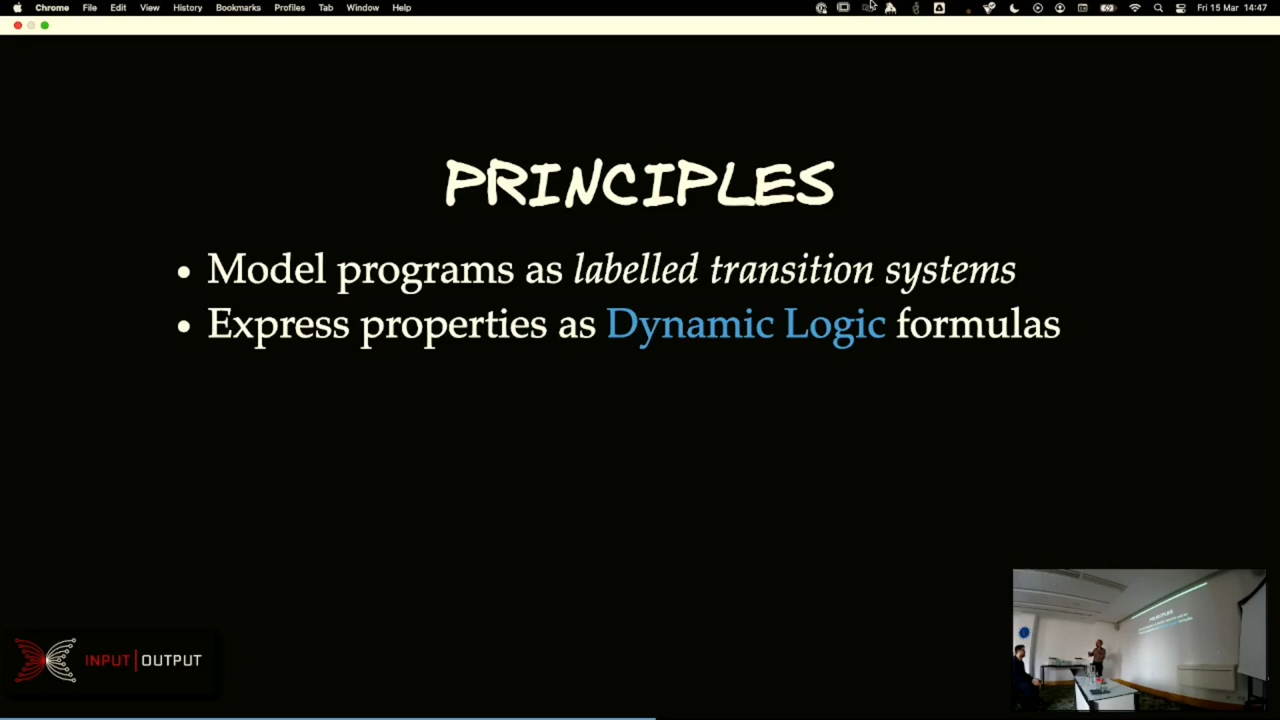 Chrome File Edit View History Bookmarks Profiles Tab Window Help Fri 15 Mar 14:47
PRINCIPLES
• Model programs as labelled transition systems
• Express properties as Dynamic Logic formulas
INPUT | OUTPUT
PRINCIPLES